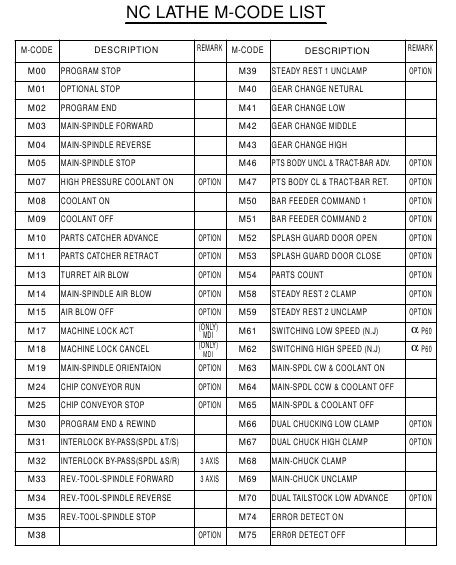 NC LATHE M-CODE LIST
M-CODE DESCRIPTION REMARK M-CODE DESCRIPTION REMARK
M00 PROGRAM STOP M39 STEADY REST 1 UNCLAMP OPTION
M01 OPTIONAL STOP M40 GEAR CHANGE NETURAL
M02 PROGRAM END M41 GEAR CHANGE LOW
M03 MAIN-SPINDLE FORWARD M42 GEAR CHANGE MIDDLE
M04 MAIN-SPINDLE REVERSE M43 GEAR CHANGE HIGH
M05 MAIN-SPINDLE STOP M46 PTS BODY UNCL & TRACT-BAR ADV. OPTION
M07 HIGH PRESSURE COOLANT ON OPTION M47 PTS BODY CL & TRACT-BAR RET. OPTION
M08 COOLANT ON M50 BAR FEEDER COMMAND 1 OPTION
M09 COOLANT OFF M51 BAR FEEDER COMMAND 2 OPTION
M10 PARTS CATCHER ADVANCE OPTION M52 SPLASH GUARD DOOR OPEN OPTION
M11 PARTS CATCHER RETRACT OPTION M53 SPLASH GUARD DOOR CLOSE OPTION
M13 TURRET AIR BLOW OPTION M54 PARTS COUNT OPTION
M14 MAIN-SPINDLE AIR BLOW OPTION M58 STEADY REST 2 CLAMP OPTION
M15 AIR BLOW OFF OPTION M59 STEADY REST 2 UNCLAMP OPTION
M17 MACHINE LOCK ACT (ONLY) MDI M61 SWITCHING LOW SPEED (N.J) α P60
M18 MACHINE LOCK CANCEL (ONLY) MDI M62 SWITCHING HIGH SPEED (N.J) α P60
M19 MAIN-SPINDLE ORIENTAION OPTION M63 MAIN-SPDL CW & COOLANT ON
M24 CHIP CONVEYOR RUN OPTION M64 MAIN-SPDL CCW & COOLANT OFF
M25 CHIP CONVEYOR STOP OPTION M65 MAIN-SPDL & COOLANT OFF
M30 PROGRAM END & REWIND M66 DUAL CHUCKING LOW CLAMP OPTION
M31 INTERLOCK BY-PASS(SPDL &T/S) M67 DUAL CHUCK HIGH CLAMP OPTION
M32 INTERLOCK BY-PASS(SPDL &S/R) 3 AXIS M68 MAIN-CHUCK CLAMP
M33 REV.-TOOL-SPINDLE FORWARD 3 AXIS M69 MAIN-CHUCK UNCLAMP
M34 REV.-TOOL-SPINDLE REVERSE M70 DUAL TAILSTOCK LOW ADVANCE OPTION
M35 REV.-TOOL-SPINDLE STOP M74 ERROR DETECT ON
M38 OPTION M75 ERROR DETECT OFF